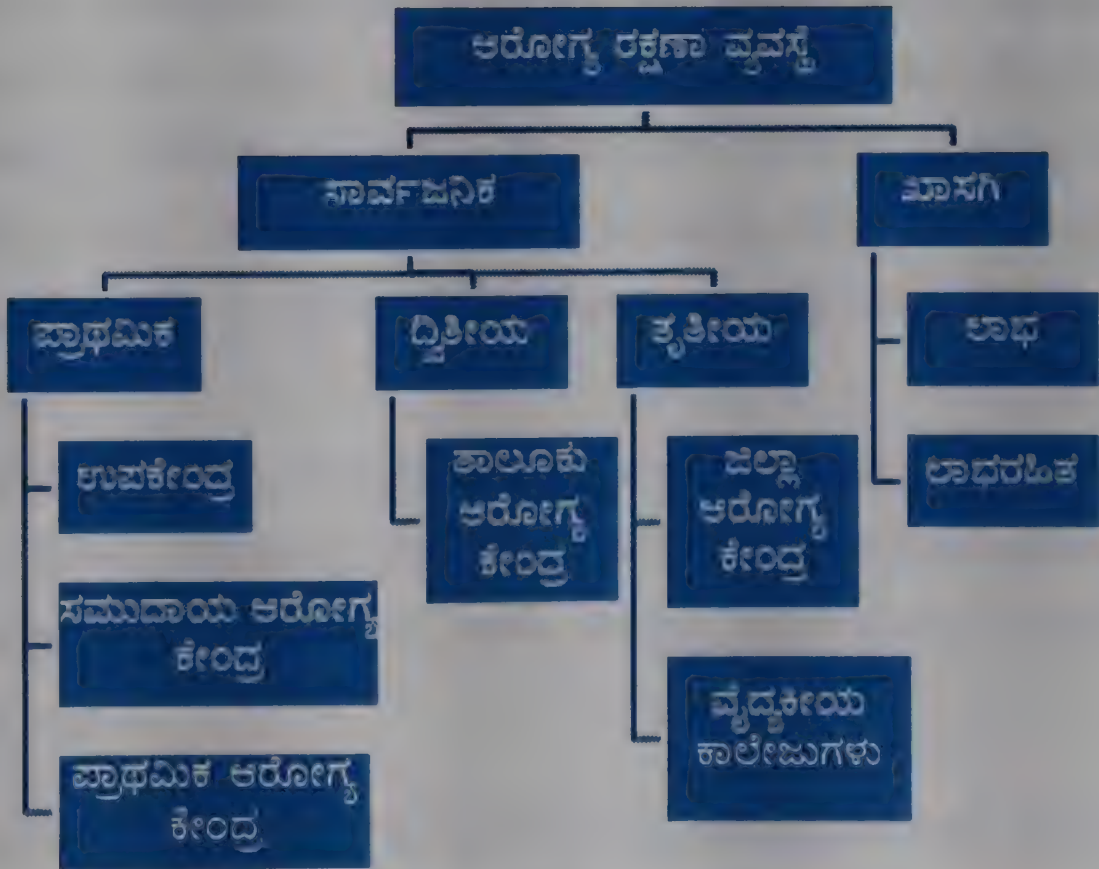 ಆರೋಗ್ಯ ರಕ್ಷಣಾ ವ್ಯವಸ್ಥೆ
ಸಾರ್ವಜನಿಕ
ಖಾಸಗಿ
ಪ್ರಾಥಮಿಕ
ದ್ವಿತೀಯ
ತೃತೀಯ
ಲಾಭ
ಉಪಕೇಂದ್ರ
ತಾಲೂಕು
ಆರೋಗ್ಯ
ಕೇಂದ್ರ
ಜಿಲ್ಲಾ
ಆರೋಗ್ಯ
ಕೇಂದ್ರ
ಲಾಭರಹಿತ
ಸಮುದಾಯ ಆರೋಗ್ಯ
ಕೇಂದ್ರ
ವೈದ್ಯಕೀಯ
ಕಾಲೇಜುಗಳು
ಪ್ರಾಥಮಿಕ ಆರೋಗ್ಯ
ಕೇಂದ್ರ